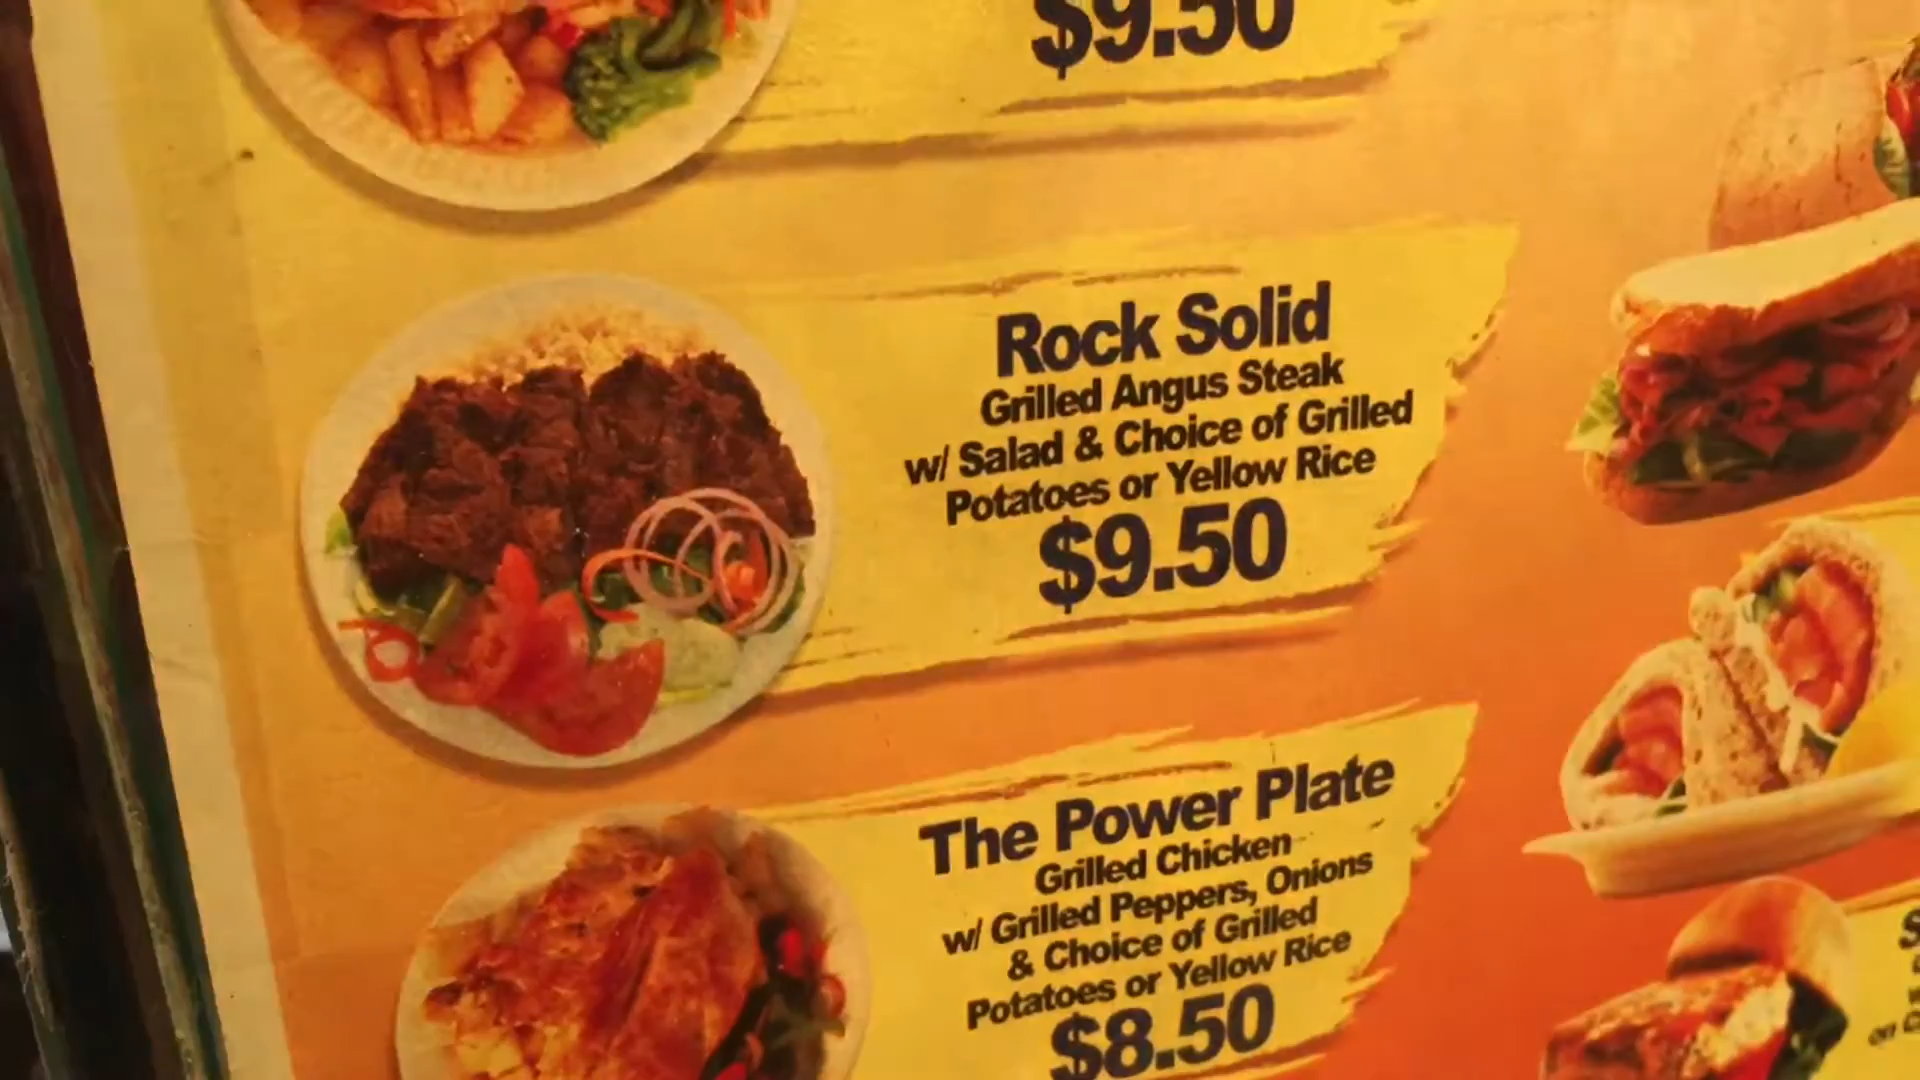 $9.50
Rock Solid
Grilled Angus Steak
w/ Salad & Choice of Grilled
Potatoes or Yellow Rice
$9.50
The Power Plate
Grilled Chicken
w/ Grilled Peppers, Onions
& Choice of Grilled
Potatoes or Yellow Rice
$8.50